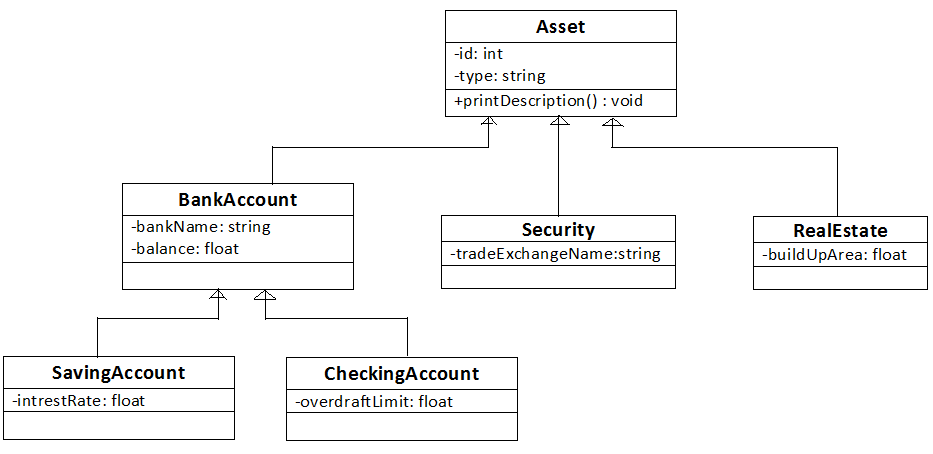 Asset
-id: int
-type: string
+printDescription() : void
BankAccount
-bankName: string
-balance: float
Security
-tradeExchangeName:string
RealEstate
-buildUpArea: float
SavingAccount
-intrestRate: float
CheckingAccount
-overdraftLimit: float